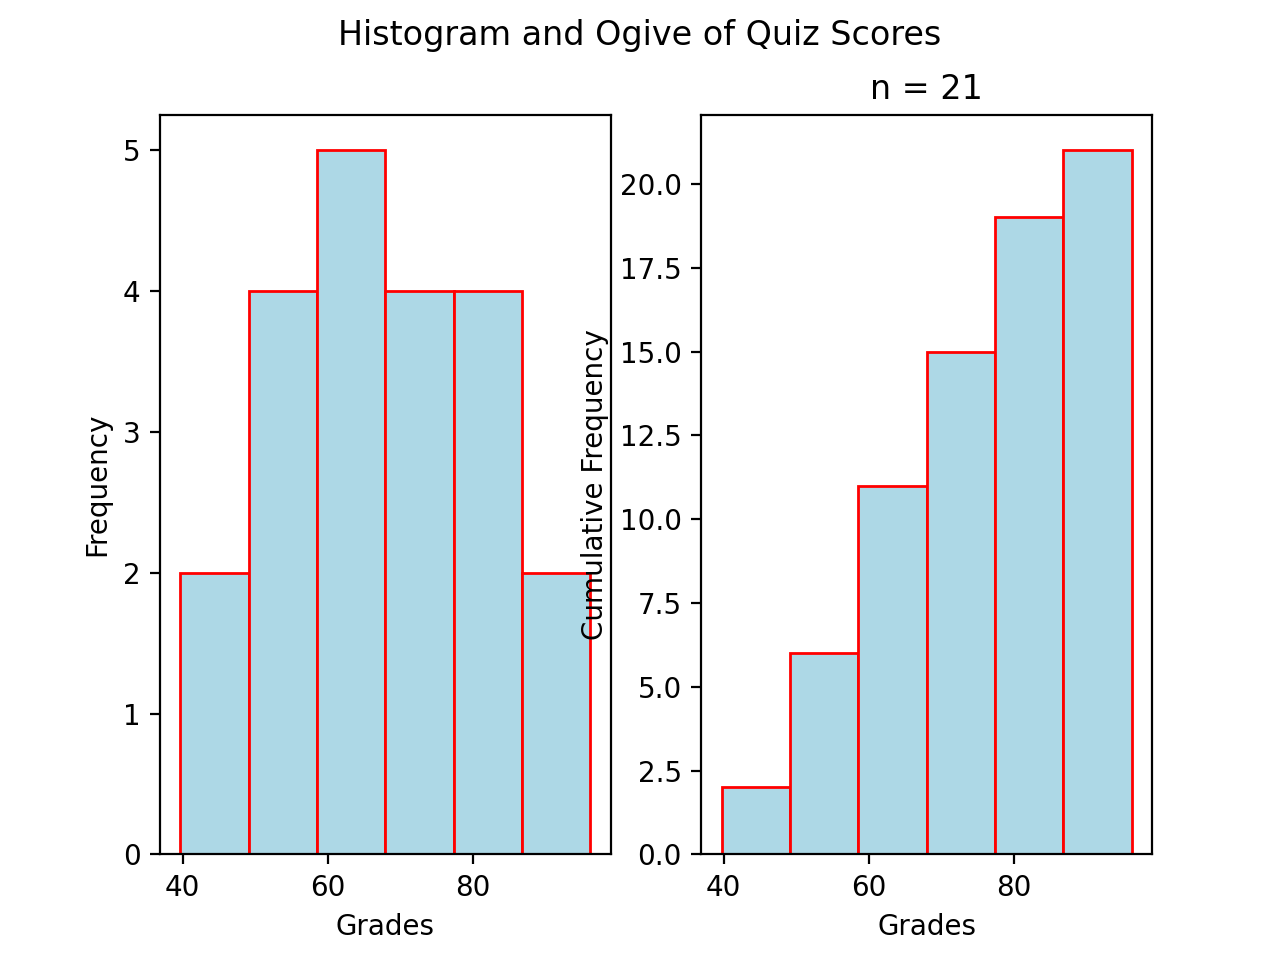 Histogram and Ogive of Quiz Scores
5
4
3
2
1
0
Frequency
40 60 80
Grades
n = 21
20.0
17.5
15.0
12.5
10.0
7.5
5.0
2.5
0.0
Cumulative Frequency
40 60 80
Grades